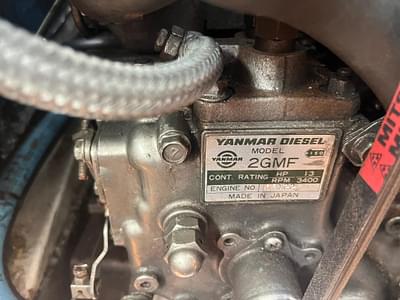 YANMAR DIESEL
MODEL
YANMAR
2GMF
CONT. RATING HP 13
RPM 3400
ENGINE NO
MADE IN JAPAN